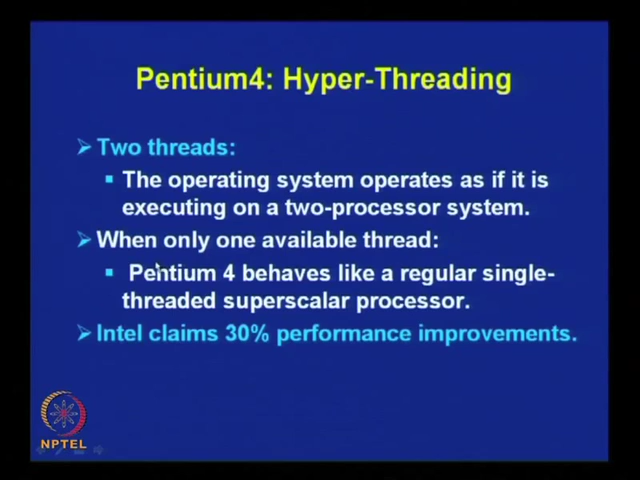 Pentium4: Hyper-Threading
Two threads:
The operating system operates as if it is
executing on a two-processor system.
When only one available thread:
Pentium 4 behaves like a regular single-
threaded superscalar processor.
Intel claims 30% performance improvements.
NPTEL